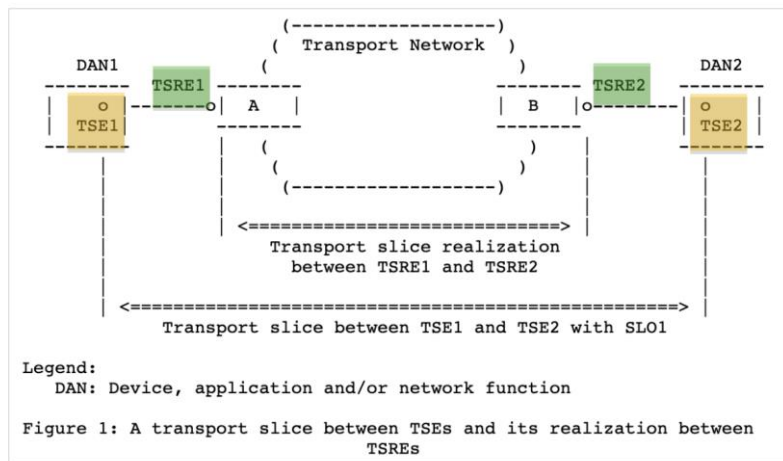 Transport Network
DAN1 DAN2
TSRE1 TSRE2
o o A B o o
TSE1 TSE2
Transport slice realization
between TSRE1 and TSRE2
Transport slice between TSE1 and TSE2 with SLO1
Legend:
DAN: Device, application and/or network function
Figure 1: A transport slice between TSEs and its realization between
TSREs